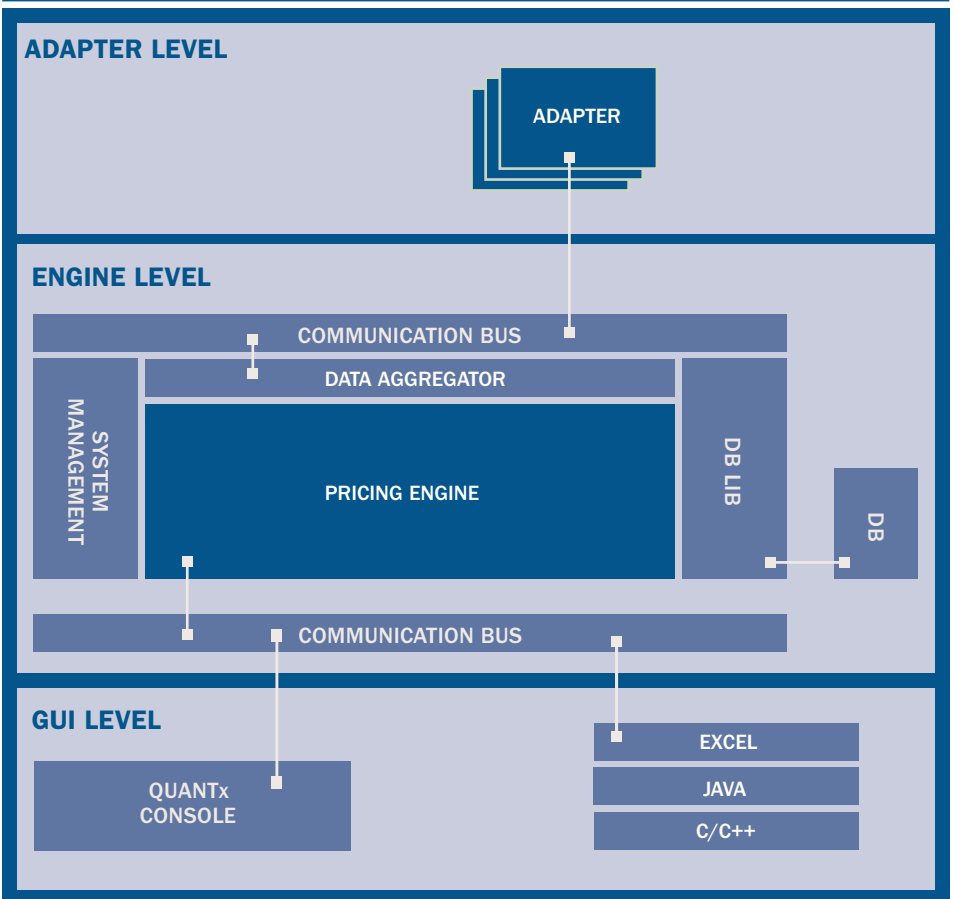 ADAPTER LEVEL
ADAPTER
ENGINE LEVEL
COMMUNICATION BUS
DATA AGGREGATOR
SYSTEM
MANAGEMENT
PRICING ENGINE
DB LIB
DB
COMMUNICATION BUS
GUI LEVEL
QUANTx
CONSOLE
EXCEL
JAVA
C/C++